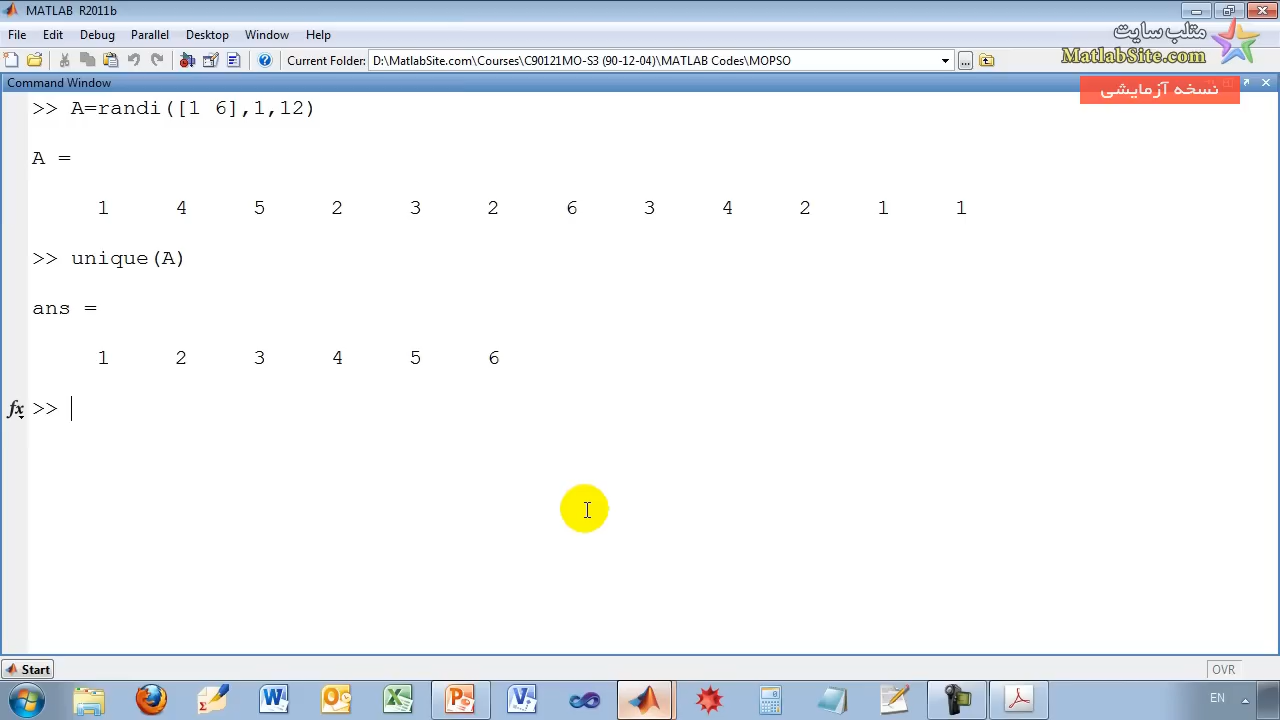 MATLAB R2011b
File Edit Debug Parallel Desktop Window Help
متلب سایت
MatlabSite.com
Current Folder: D:\MatlabSite.com\Courses\C90121MO-S3 (90-12-04)\MATLAB Codes\MOPSO
Command Window
نسخه آزمایشی
>> A=randi([1 6],1,12)
A =
1 4 5 2 3 2 6 3 4 2 1 1
>> unique(A)
ans =
1 2 3 4 5 6
fx >>
Start
OVR
EN